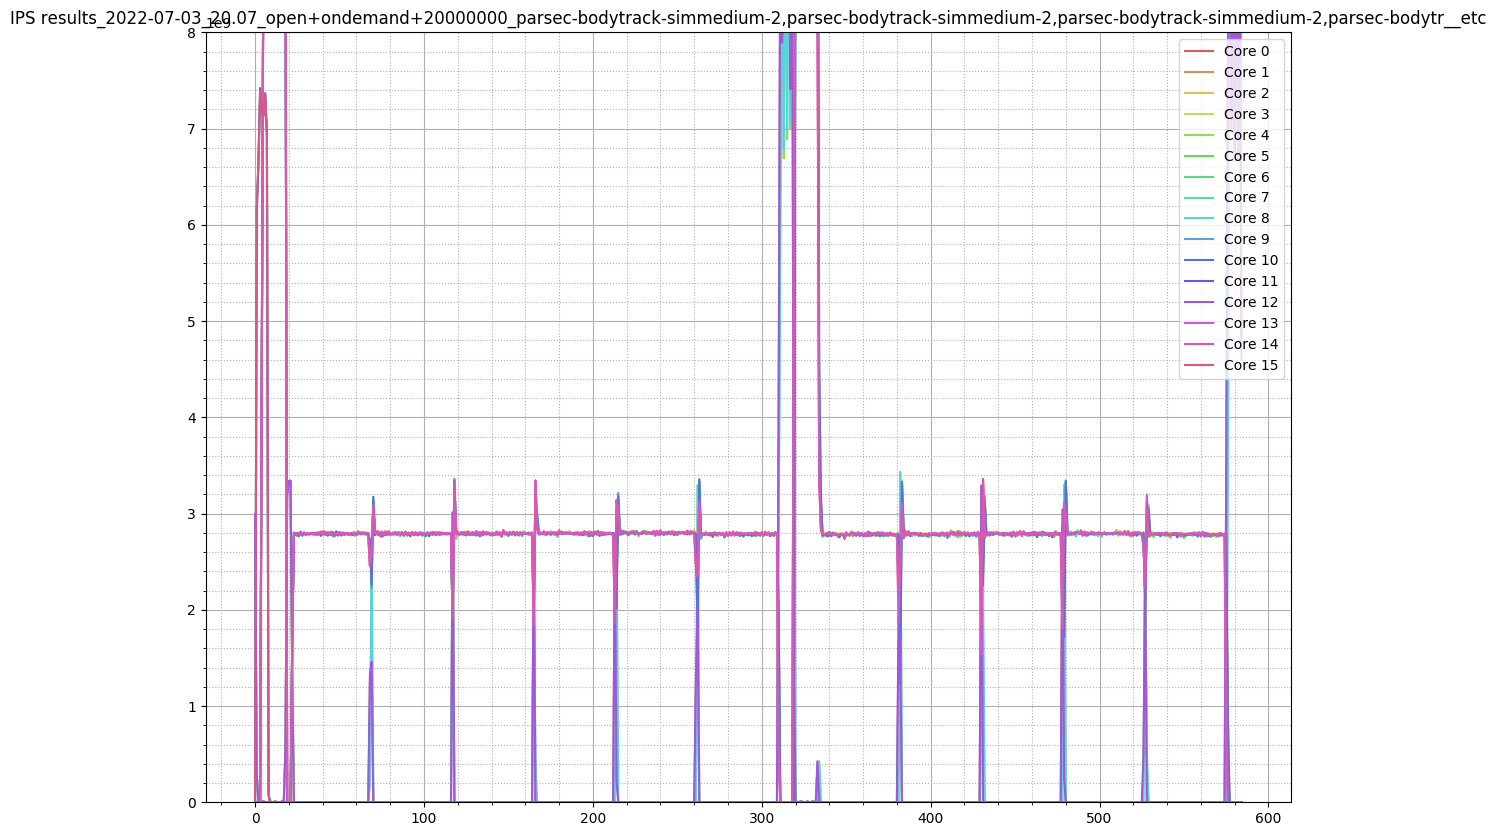 IPS results_2022-07-03_20.07_open+ondemand+20000000_parsec-bodytrack-simmedium-2,parsec-bodytrack-simmedium-2,parsec-bodytrack-simmedium-2,parsec-bodytr__etc
1e9
8
7
6
5
4
3
2
1
0
Core 0
Core 1
Core 2
Core 3
Core 4
Core 5
Core 6
Core 7
Core 8
Core 9
Core 10
Core 11
Core 12
Core 13
Core 14
Core 15
0 100 200 300 400 500 600